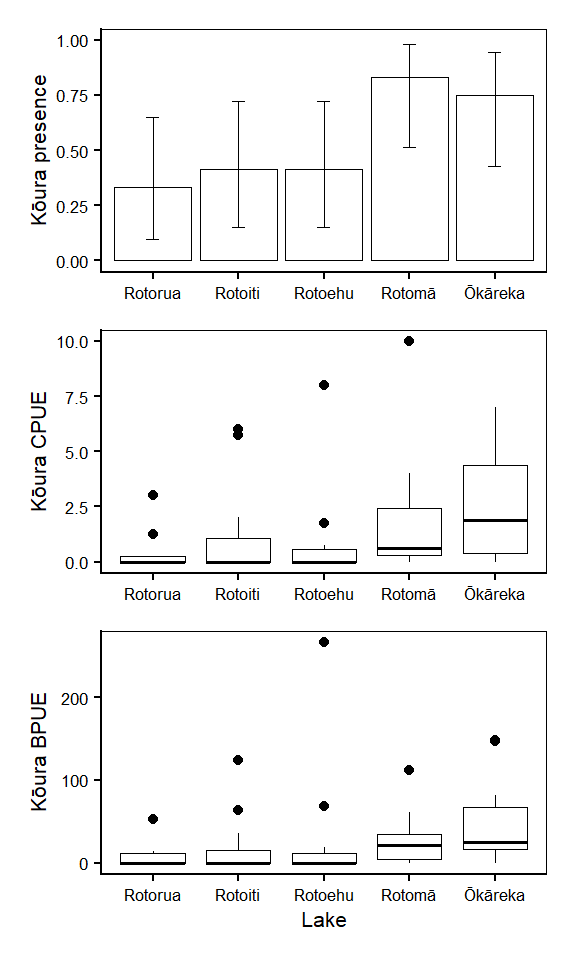 Kōura presence
1.00
0.75
0.50
0.25
0.00
Rotorua Rotoiti Rotoehu Rotomā Ōkāreka
Kōura CPUE
10.0
7.5
5.0
2.5
0.0
Rotorua Rotoiti Rotoehu Rotomā Ōkāreka
Kōura BPUE
200
100
0
Rotorua Rotoiti Rotoehu Rotomā Ōkāreka
Lake